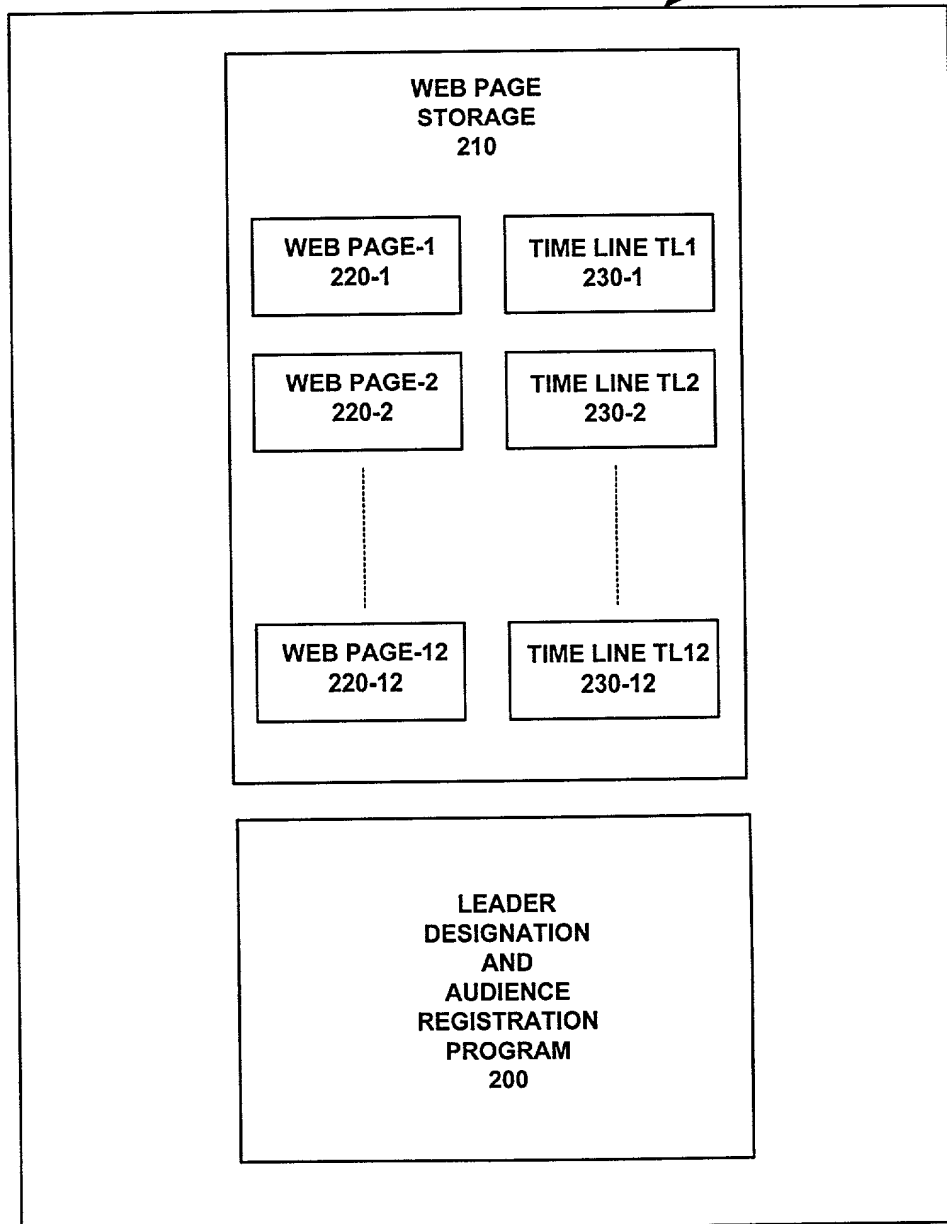 WEB PAGE
STORAGE
210
WEB PAGE-1
220-1
TIME LINE TL1
230-1
WEB PAGE-2
220-2
TIME LINE TL2
230-2
WEB PAGE-12
220-12
TIME LINE TL12
230-12
LEADER
DESIGNATION
AND
AUDIENCE
REGISTRATION
PROGRAM
200